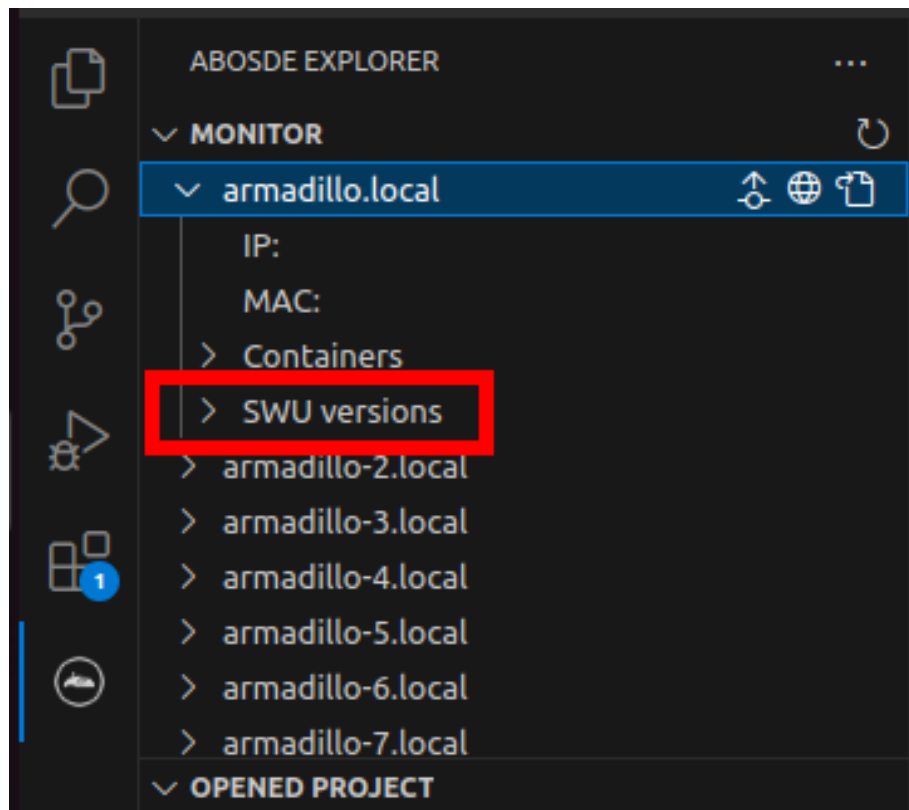 ABOSDE EXPLORER
MONITOR
armadillo.local
IP:
MAC:
Containers
SWU versions
armadillo-2.local
armadillo-3.local
armadillo-4.local
1
armadillo-5.local
armadillo-6.local
armadillo-7.local
OPENED PROJECT